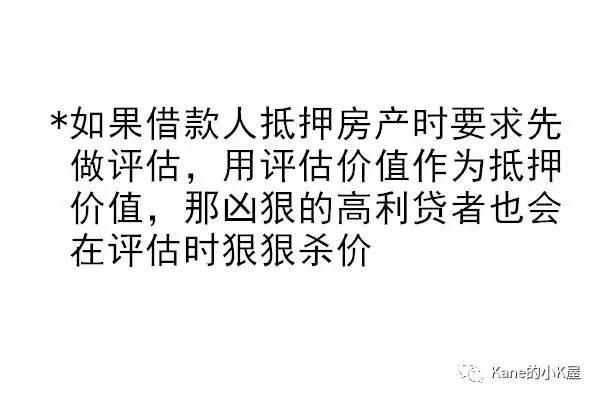 *如果借款人抵押房产时要求先
做评估，用评估价值作为抵押
价值，那凶狠的高利贷者也会
在评估时狠狠杀价
Kane的小K屋